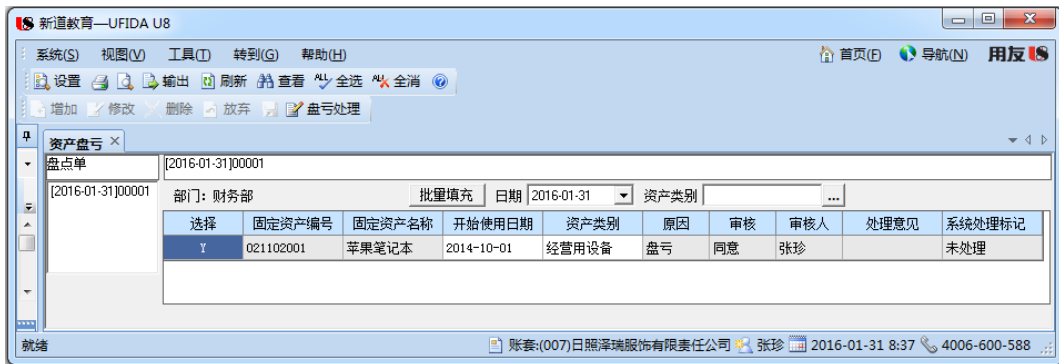 新道教育—UFIDA U8
系统(S) 视图(V) 工具(T) 转到(G) 帮助(H) 首页(F) 导航(N) 用友U8
设置 输出 刷新 查看 ALL 全选 ALL 全消
增加 修改 删除 放弃 盘亏处理
资产盘亏
盘点单 [2016-01-31]00001
[2016-01-31]00001 部门: 财务部 批里填充 日期 2016-01-31 资产类别 ...
选择 固定资产编号 固定资产名称 开始使用日期 资产类别 原因 审核 审核人 处理意见 系统处理标记
Y 021102001 苹果笔记本 2014-10-01 经营用设备 盘亏 同意 张珍 未处理
就绪 账套:(007)日照泽瑞服饰有限责任公司 张珍 2016-01-31 8:37 4006-600-588